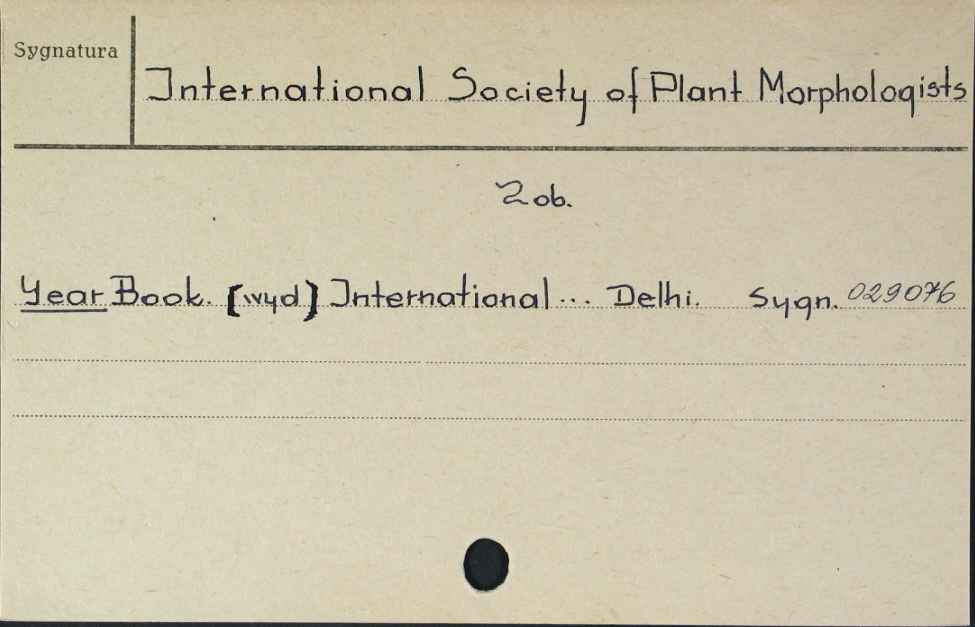 Sygnatura
International Society of Plant Morphologists
Zob.
Year Book. [wyd] International... Delhi. Sygn. 029076